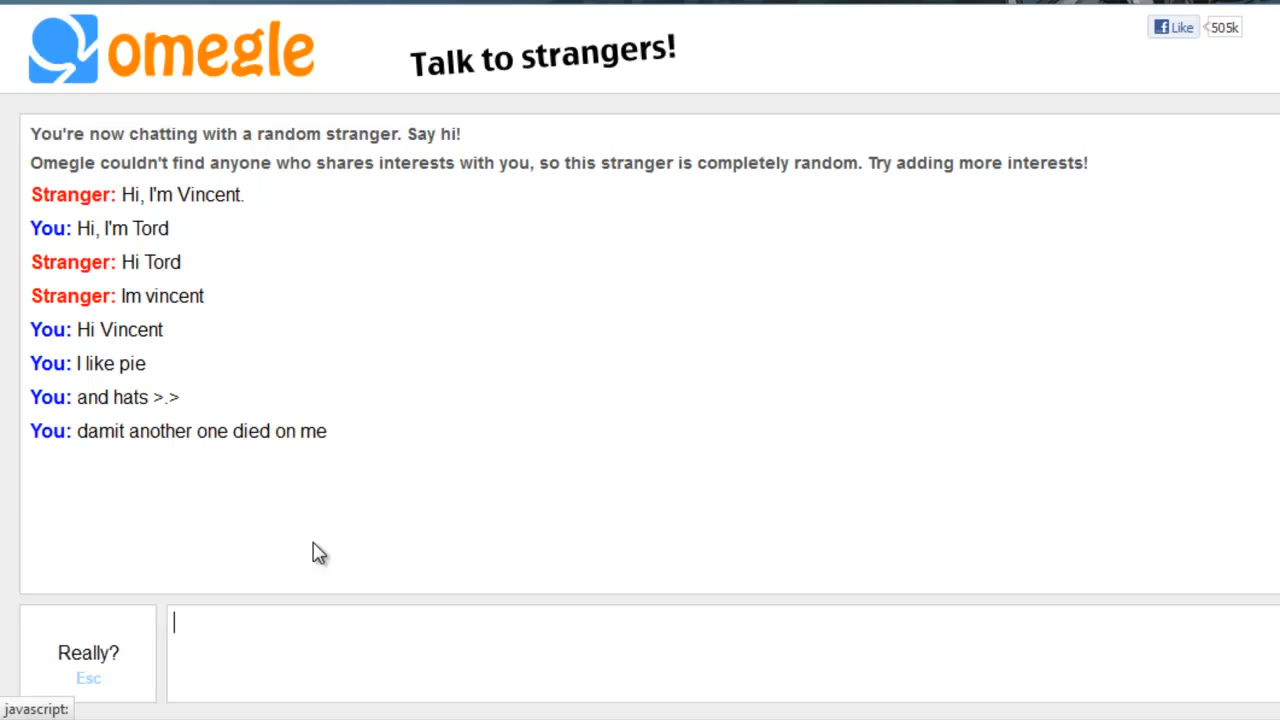 omegle
Talk to strangers!
Like
505k
You're now chatting with a random stranger. Say hi!
Omegle couldn't find anyone who shares interests with you, so this stranger is completely random. Try adding more interests!
Stranger: Hi, I'm Vincent.
You: Hi, I'm Tord
Stranger: Hi Tord
Stranger: Im vincent
You: Hi Vincent
You: I like pie
You: and hats >.>
You: damit another one died on me
Really?
Esc
javascript: